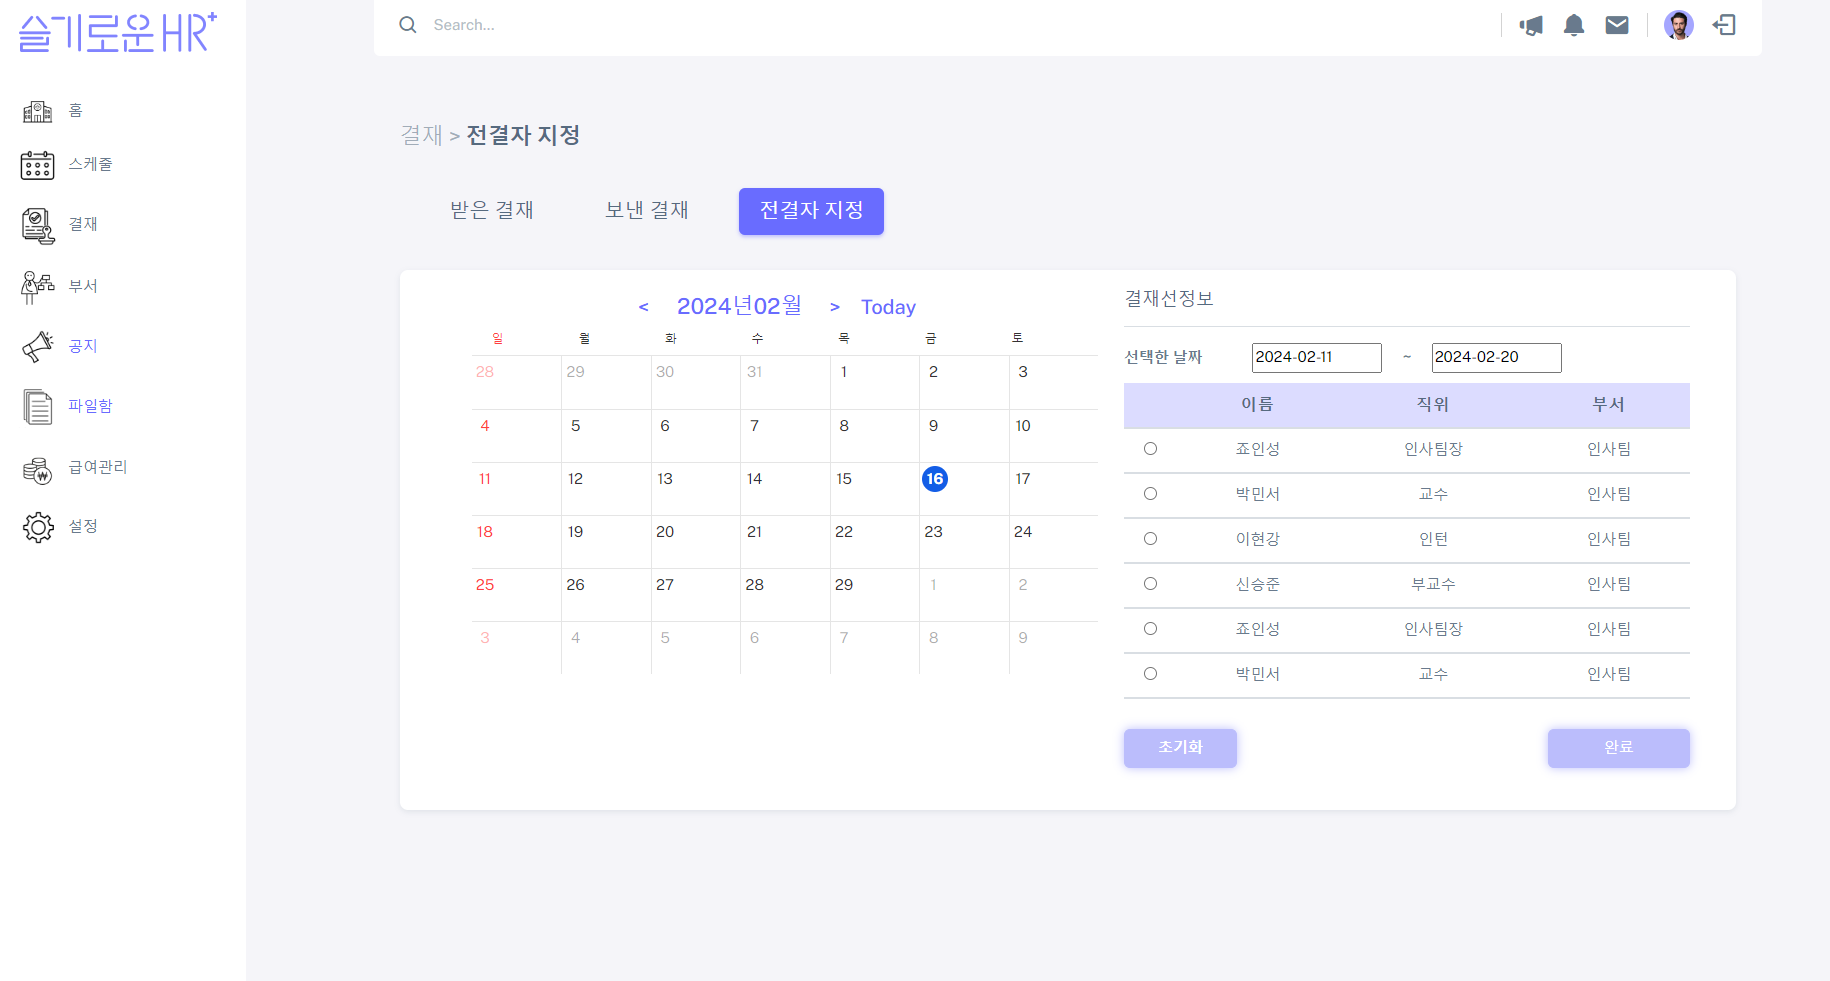 슬기로운 HR+
Search...
홈
스케줄
결재
부서
공지
파일함
급여관리
설정
결재 > 전결자 지정
받은 결재 보낸 결재 전결자 지정
< 2024년02월 > Today
일 월 화 수 목 금 토
28 29 30 31 1 2 3
4 5 6 7 8 9 10
11 12 13 14 15 16 17
18 19 20 21 22 23 24
25 26 27 28 29 1 2
3 4 5 6 7 8 9
결재선정보
선택한 날짜 2024-02-11 ~ 2024-02-20
이름 직위 부서
죠인성 인사팀장 인사팀
박민서 교수 인사팀
이현강 인턴 인사팀
신승준 부교수 인사팀
죠인성 인사팀장 인사팀
박민서 교수 인사팀
초기화 완료